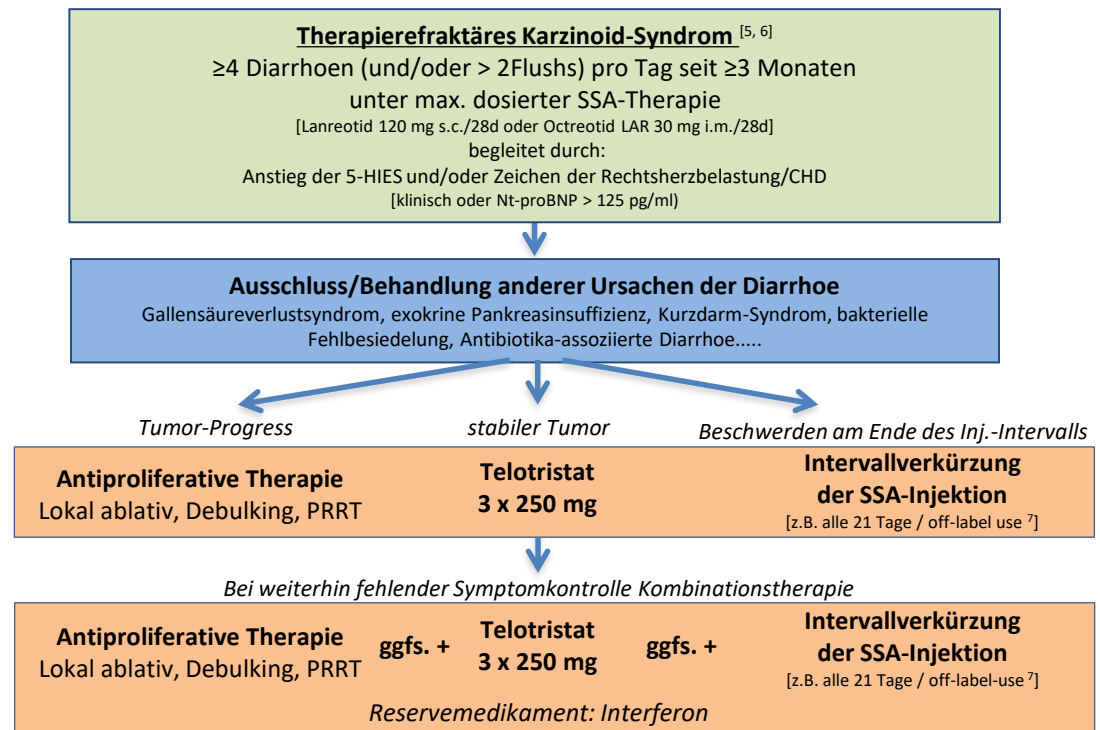 Therapierefraktäres Karzinoid-Syndrom [5, 6]
≥4 Diarrhoen (und/oder > 2Flushs) pro Tag seit ≥3 Monaten
unter max. dosierter SSA-Therapie
[Lanreotid 120 mg s.c./28d oder Octreotid LAR 30 mg i.m./28d]
begleitet durch:
Anstieg der 5-HIES und/oder Zeichen der Rechtsherzbelastung/CHD
[klinisch oder Nt-proBNP > 125 pg/ml)
Ausschluss/Behandlung anderer Ursachen der Diarrhoe
Gallensäureverlustsyndrom, exokrine Pankreasinsuffizienz, Kurzdarm-Syndrom, bakterielle
Fehlbesiedelung, Antibiotika-assoziierte Diarrhoe.....
Tumor-Progress
stabiler Tumor
Beschwerden am Ende des Inj.-Intervalls
Antiproliferative Therapie
Lokal ablativ, Debulking, PRRT
Telotristat
3 x 250 mg
Intervallverkürzung
der SSA-Injektion
[z.B. alle 21 Tage / off-label use 7]
Bei weiterhin fehlender Symptomkontrolle Kombinationstherapie
Antiproliferative Therapie
Lokal ablativ, Debulking, PRRT
ggfs. +
Telotristat
3 x 250 mg
ggfs. +
Intervallverkürzung
der SSA-Injektion
[z.B. alle 21 Tage / off-label-use 7]
Reservemedikament: Interferon